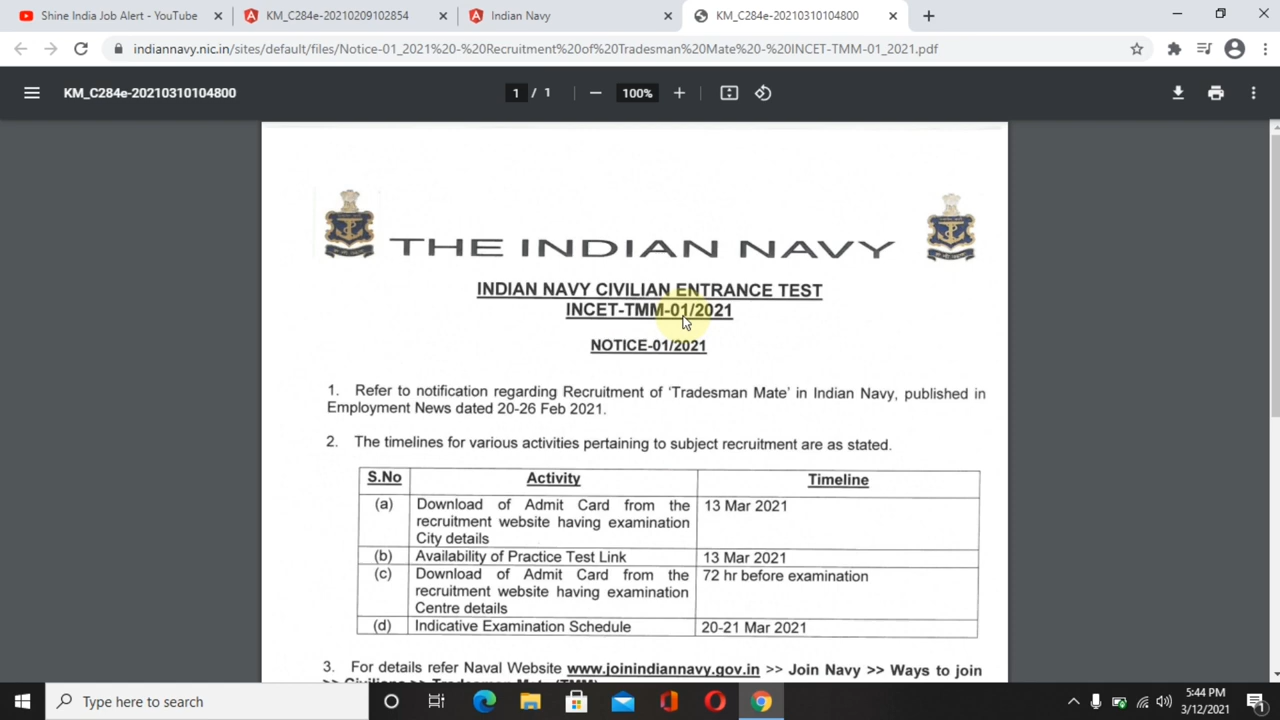 Shine India Job Alert - YouTube
KM_C284e-20210209102854
Indian Navy
KM_C284e-20210310104800
indiannavy.nic.in/sites/default/files/Notice-01_2021%20-%20Recruitment%20of%20Tradesman%20Mate%20-%20INCET-TMM-01_2021.pdf
KM_C284e-20210310104800
1 / 1
100%
THE INDIAN NAVY
INDIAN NAVY CIVILIAN ENTRANCE TEST
INCET-TMM-01/2021
NOTICE-01/2021
1. Refer to notification regarding Recruitment of ‘Tradesman Mate’ in Indian Navy, published in
Employment News dated 20-26 Feb 2021.
2. The timelines for various activities pertaining to subject recruitment are as stated.
S.No Activity Timeline
(a) Download of Admit Card from the 13 Mar 2021
recruitment website having examination
City details
(b) Availability of Practice Test Link 13 Mar 2021
(c) Download of Admit Card from the 72 hr before examination
recruitment website having examination
Centre details
(d) Indicative Examination Schedule 20-21 Mar 2021
3. For details refer Naval Website www.joinindiannavy.gov.in >> Join Navy >> Ways to join
>> Civilians >> Tradesman Mate (TMM)
Type here to search
5:44 PM
3/12/2021
1